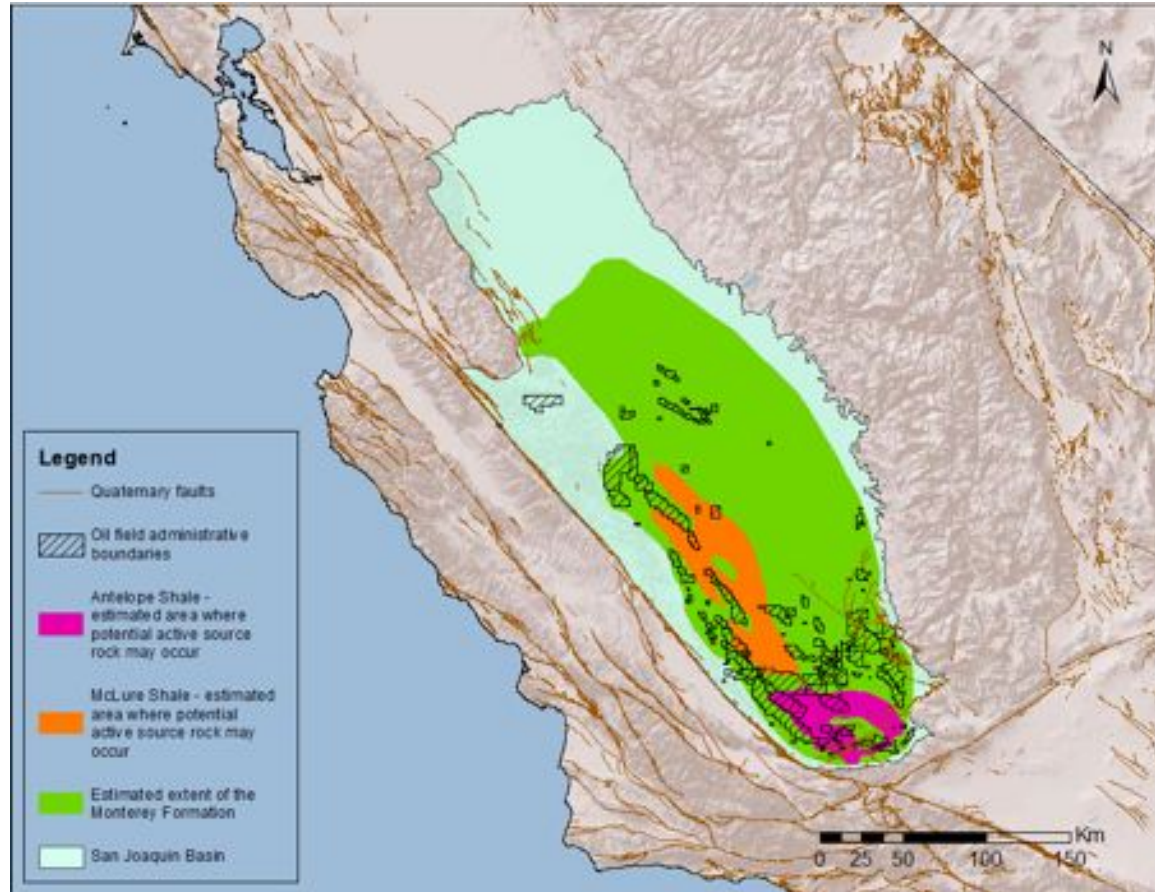 N
Legend
Quaternary faults
Oil field administrative
boundaries
Antelope Shale -
estimated area where
potential active source
rock may occur
McLure Shale - estimated
area where potential
active source rock may
occur
Estimated extent of the
Monterey Formation
San Joaquin Basin
Km
0 25 50 100 150